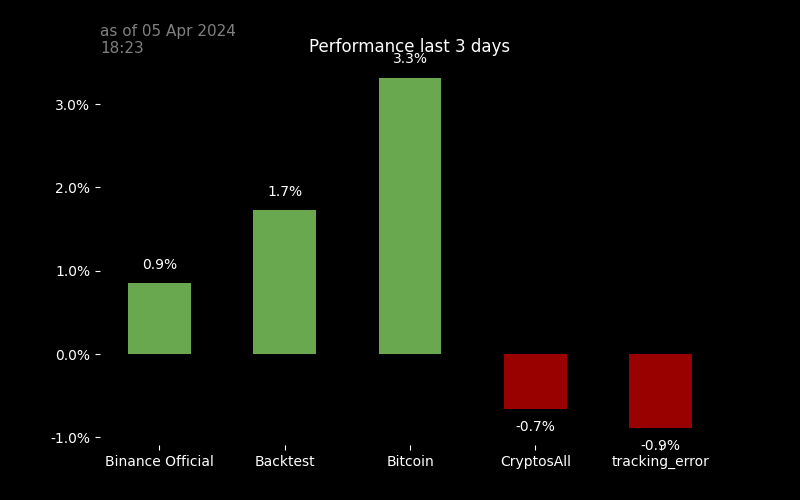 as of 05 Apr 2024
18:23
Performance last 3 days
3.3%
3.0%
2.0%
1.7%
1.0%
0.9%
0.0%
-0.7%
-1.0%
-0.9%
Binance Official
Backtest
Bitcoin
CryptosAll
tracking_error